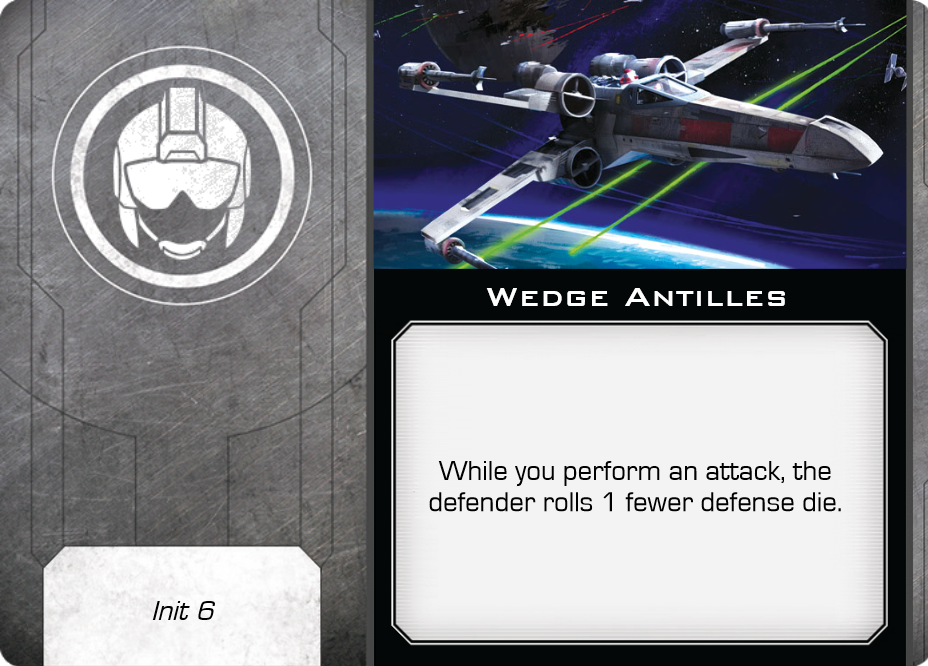 Wedge Antilles
While you perform an attack, the
defender rolls 1 fewer defense die.
Init 6